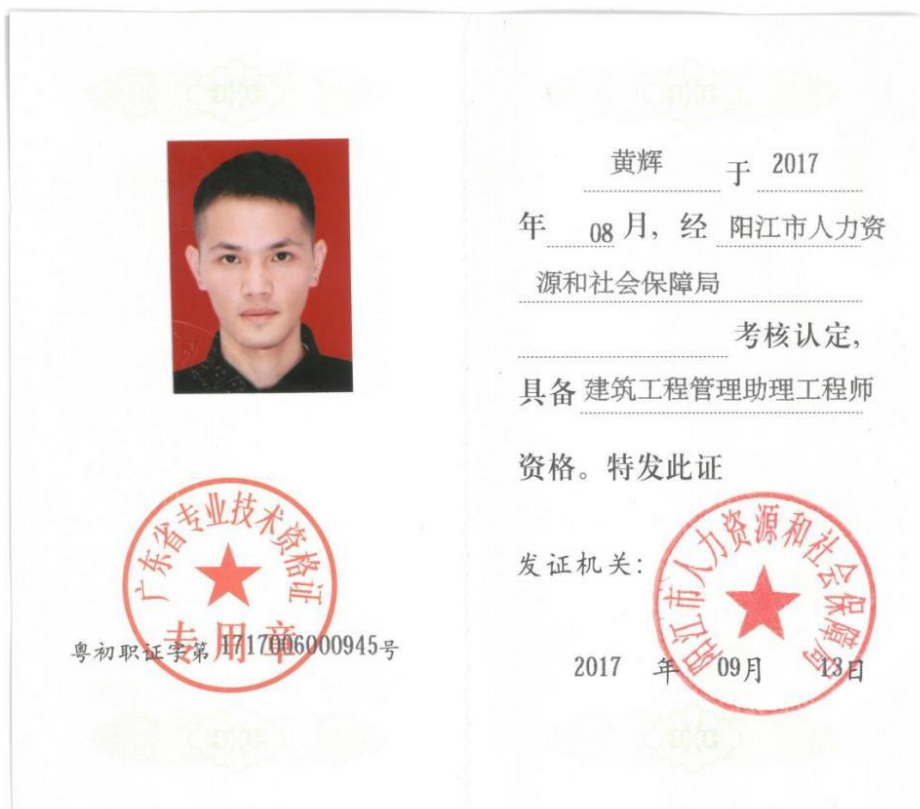 广东省专业技术资格证
专用章
粤初职证字第 1717006000945号
黄辉 于 2017
年 08 月，经 阳江市人力资
源和社会保障局
考核认定，
具备 建筑工程管理助理工程师
资格。特发此证
发证机关：
阳江市人力资源和社会保障局
2017 年 09月 13日